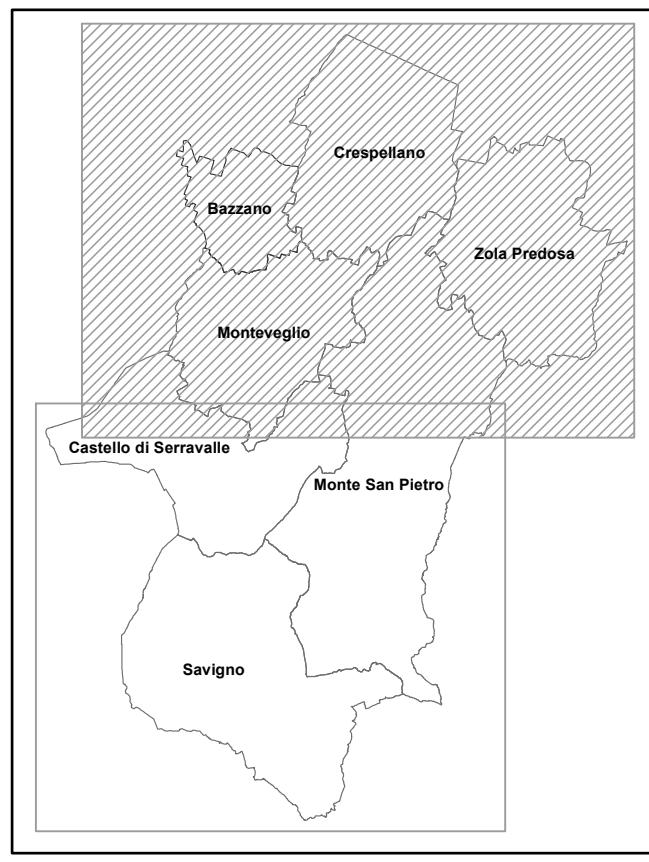 Crespellano
Bazzano
Zola Predosa
Monteveglio
Castello di Serravalle
Monte San Pietro
Savigno